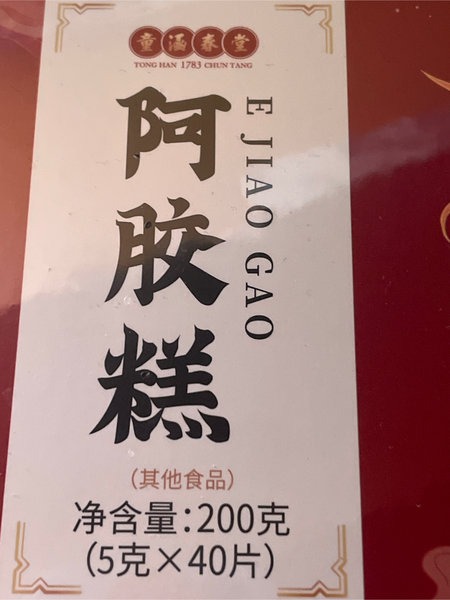 童涵春堂
TONG HAN 1783 CHUN TANG
阿胶糕
E JIAO GAO
(其他食品)
净含量:200克
(5克×40片)